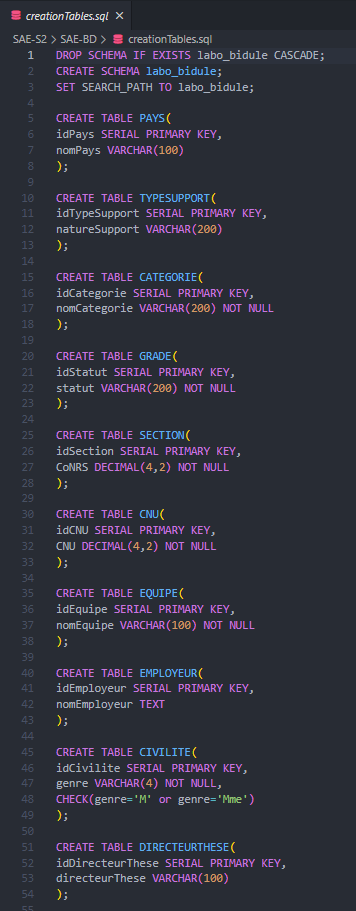 creationTables.sql ×
SAE-S2 > SAE-BD > creationTables.sql
1 DROP SCHEMA IF EXISTS labo_bidule CASCADE;
2 CREATE SCHEMA labo_bidule;
3 SET SEARCH_PATH TO labo_bidule;
4
5 CREATE TABLE PAYS(
6 idPays SERIAL PRIMARY KEY,
7 nomPays VARCHAR(100)
8 );
9
10 CREATE TABLE TYPESUPPORT(
11 idTypeSupport SERIAL PRIMARY KEY,
12 natureSupport VARCHAR(200)
13 );
14
15 CREATE TABLE CATEGORIE(
16 idCategorie SERIAL PRIMARY KEY,
17 nomCategorie VARCHAR(200) NOT NULL
18 );
19
20 CREATE TABLE GRADE(
21 idStatut SERIAL PRIMARY KEY,
22 statut VARCHAR(200) NOT NULL
23 );
24
25 CREATE TABLE SECTION(
26 idSection SERIAL PRIMARY KEY,
27 CoNRS DECIMAL(4,2) NOT NULL
28 );
29
30 CREATE TABLE CNU(
31 idCNU SERIAL PRIMARY KEY,
32 CNU DECIMAL(4,2) NOT NULL
33 );
34
35 CREATE TABLE EQUIPE(
36 idEquipe SERIAL PRIMARY KEY,
37 nomEquipe VARCHAR(100) NOT NULL
38 );
39
40 CREATE TABLE EMPLOYEUR(
41 idEmployeur SERIAL PRIMARY KEY,
42 nomEmployeur TEXT
43 );
44
45 CREATE TABLE CIVILITE(
46 idCivilite SERIAL PRIMARY KEY,
47 genre VARCHAR(4) NOT NULL,
48 CHECK(genre='M' or genre='Mme')
49 );
50
51 CREATE TABLE DIRECTEURTHESE(
52 idDirecteurThese SERIAL PRIMARY KEY,
53 directeurThese VARCHAR(100)
54 );
55